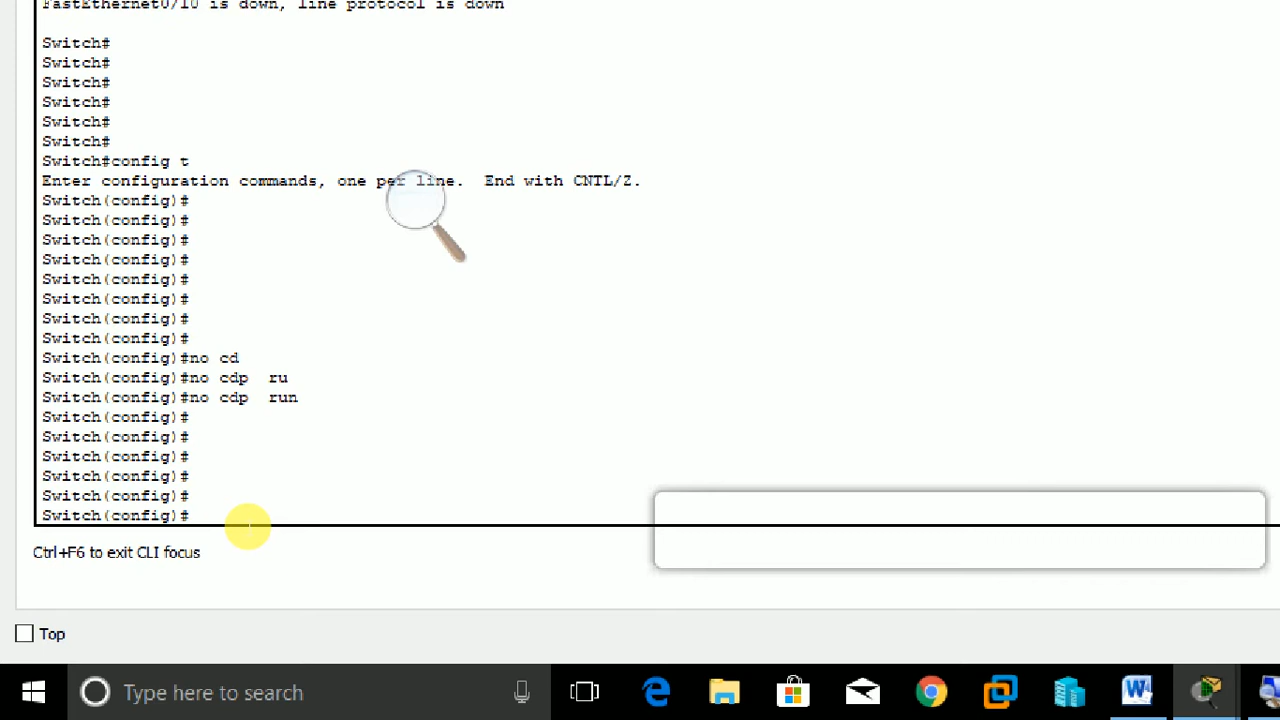 FastEthernet0/10 is down, line protocol is down
Switch#
Switch#
Switch#
Switch#
Switch#
Switch#
Switch#config t
Enter configuration commands, one per line.  End with CNTL/Z.
Switch(config)#
Switch(config)#
Switch(config)#
Switch(config)#
Switch(config)#
Switch(config)#
Switch(config)#
Switch(config)#
Switch(config)#no cd
Switch(config)#no cdp  ru
Switch(config)#no cdp  run
Switch(config)#
Switch(config)#
Switch(config)#
Switch(config)#
Switch(config)#
Switch(config)#
Ctrl+F6 to exit CLI focus
Top
Type here to search